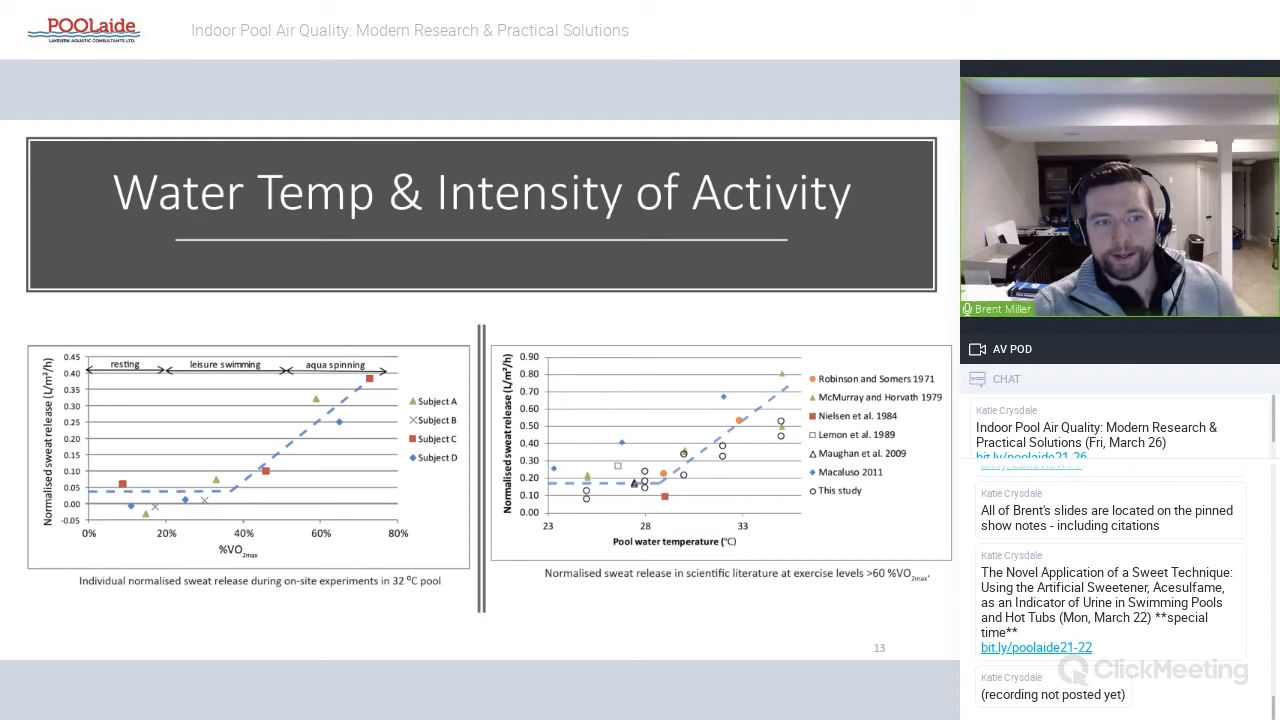 POOLaide
LAKEVIEW AQUATIC CONSULTANTS LTD.
Indoor Pool Air Quality: Modern Research & Practical Solutions
Water Temp & Intensity of Activity
Normalised sweat release (L/m²/h)
0.45
0.40
0.35
0.30
0.25
0.20
0.15
0.10
0.05
0.00
-0.05
resting
leisure swimming
aqua spinning
0%
20%
40%
60%
80%
%VO2max
Subject A
Subject B
Subject C
Subject D
Individual normalised sweat release during on-site experiments in 32 ⁰C pool
Normalised sweat release (L/m²/h)
0.90
0.80
0.70
0.60
0.50
0.40
0.30
0.20
0.10
0.00
23
28
33
Pool water temperature (°C)
Robinson and Somers 1971
McMurray and Horvath 1979
Nielsen et al. 1984
Lemon et al. 1989
Maughan et al. 2009
Macaluso 2011
This study
Normalised sweat release in scientific literature at exercise levels >60 %VO2max.
13
Brent Miller
AV POD
CHAT
Katie Crysdale
Indoor Pool Air Quality: Modern Research &
Practical Solutions (Fri, March 26)
bit.ly/poolaide21-26
Katie Crysdale
All of Brent's slides are located on the pinned
show notes - including citations
Katie Crysdale
The Novel Application of a Sweet Technique:
Using the Artificial Sweetener, Acesulfame,
as an Indicator of Urine in Swimming Pools
and Hot Tubs (Mon, March 22) **special
time**
bit.ly/poolaide21-22
Katie Crysdale
(recording not posted yet)
ClickMeeting